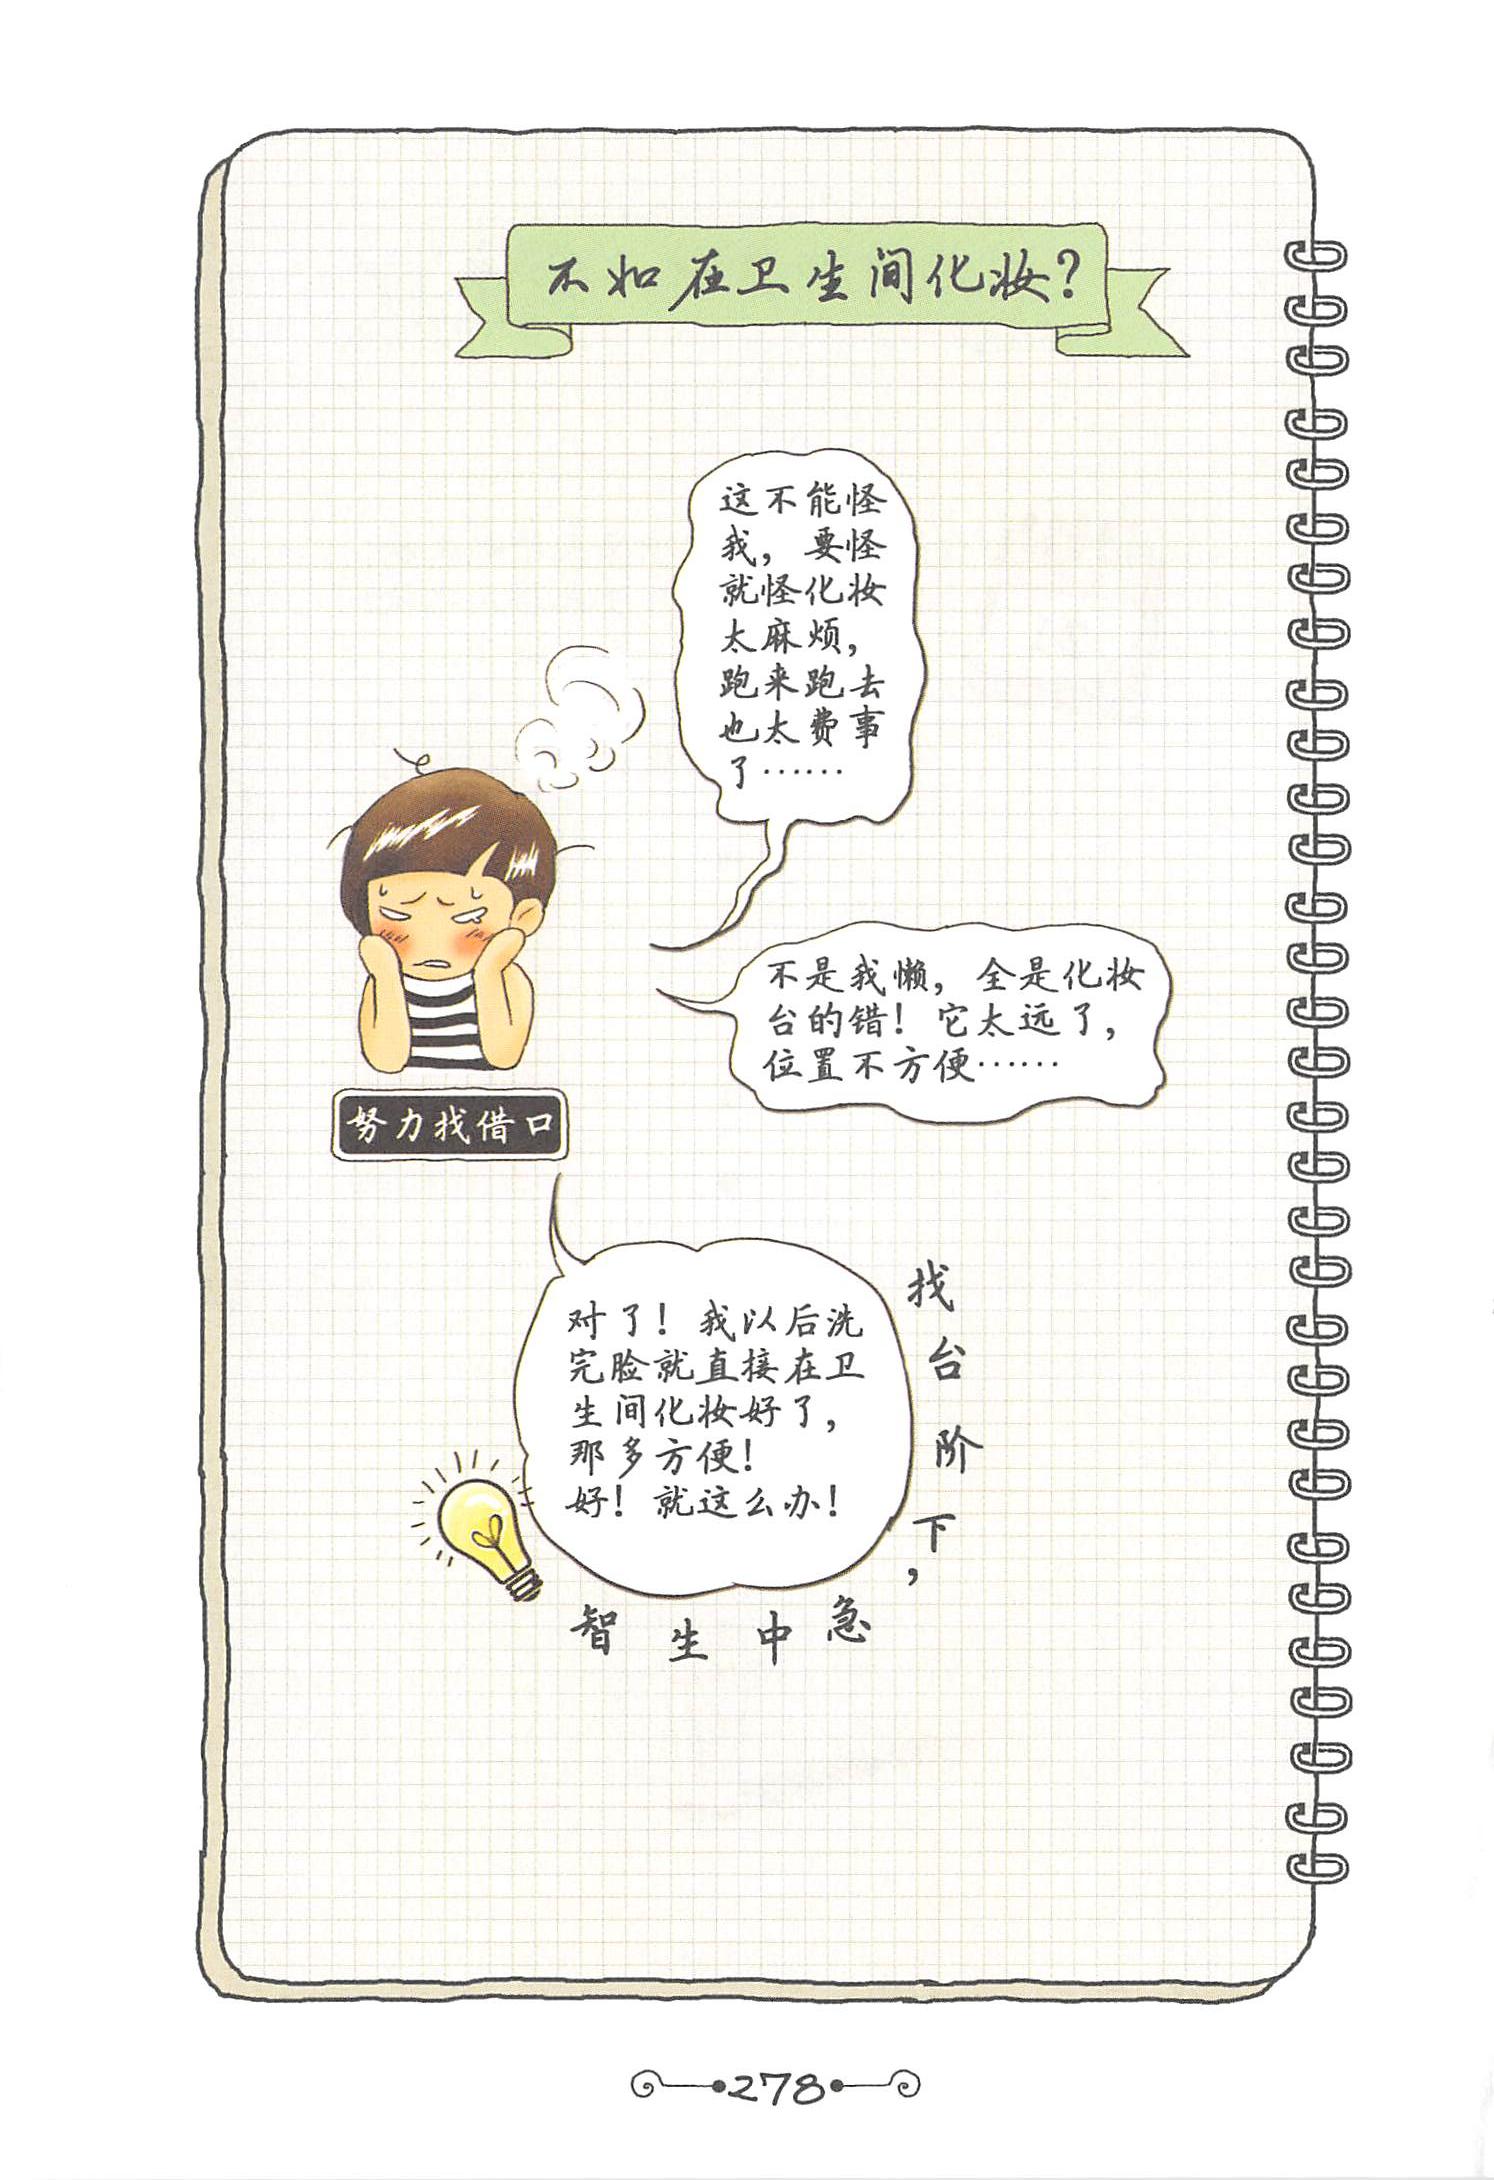 不如在卫生间化妆？
这不能怪
我，要怪
就怪化妆
太麻烦，
跑来跑去
也太费事
了……
不是我懒，全是化妆
台的错！它太远了，
位置不方便……
努力找借口
对了！我以后洗
完脸就直接在卫
生间化妆好了，
那多方便！
好！就这么办！
找台阶下，
急中生智
278